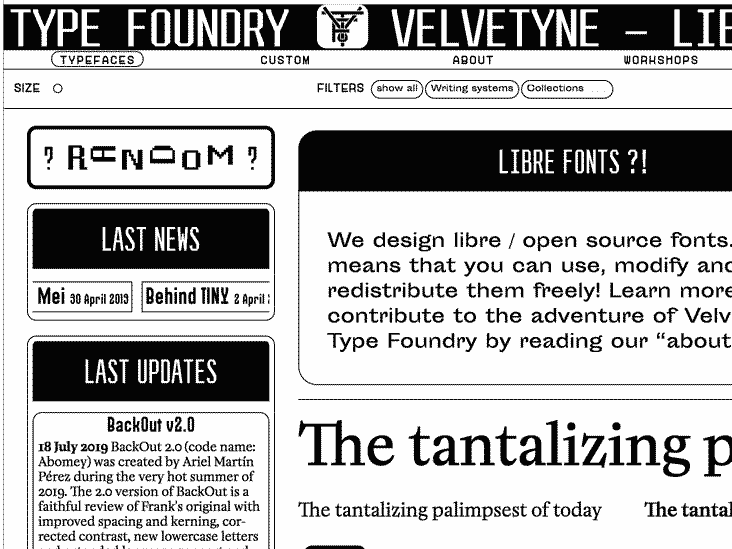 TYPE FOUNDRY VELVETYNE – LIB
TYPEFACES CUSTOM ABOUT WORKSHOPS
SIZE FILTERS show all Writing systems Collections ...
? RANDOM ?
LAST NEWS
Mei 30 April 2019 Behind TINY 2 April
LAST UPDATES
BackOut v2.0
18 July 2019 BackOut 2.0 (code name:
Abomey) was created by Ariel Martín
Pérez during the very hot summer of
2019. The 2.0 version of BackOut is a
faithful review of Frank's original with
improved spacing and kerning, cor-
rected contrast, new lowercase letters
LIBRE FONTS ?!
We design libre / open source fonts.
means that you can use, modify and
redistribute them freely! Learn more
contribute to the adventure of Velv
Type Foundry by reading our “about
The tantalizing p
The tantalizing palimpsest of today The tant